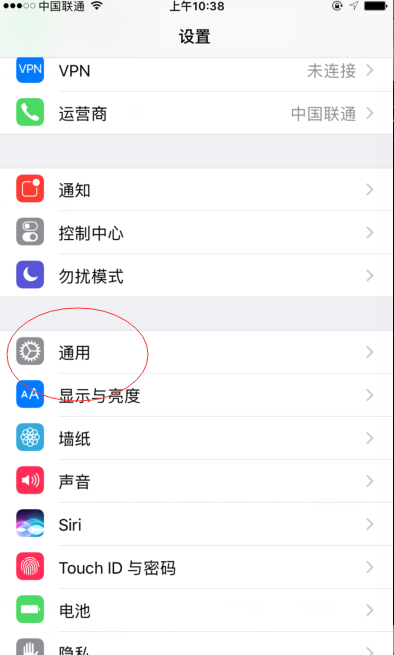 中国联通 上午10:38
设置
VPN VPN 未连接
运营商 中国联通
通知
控制中心
勿扰模式
通用
AA 显示与亮度
墙纸
声音
Siri
Touch ID 与密码
电池
隐私